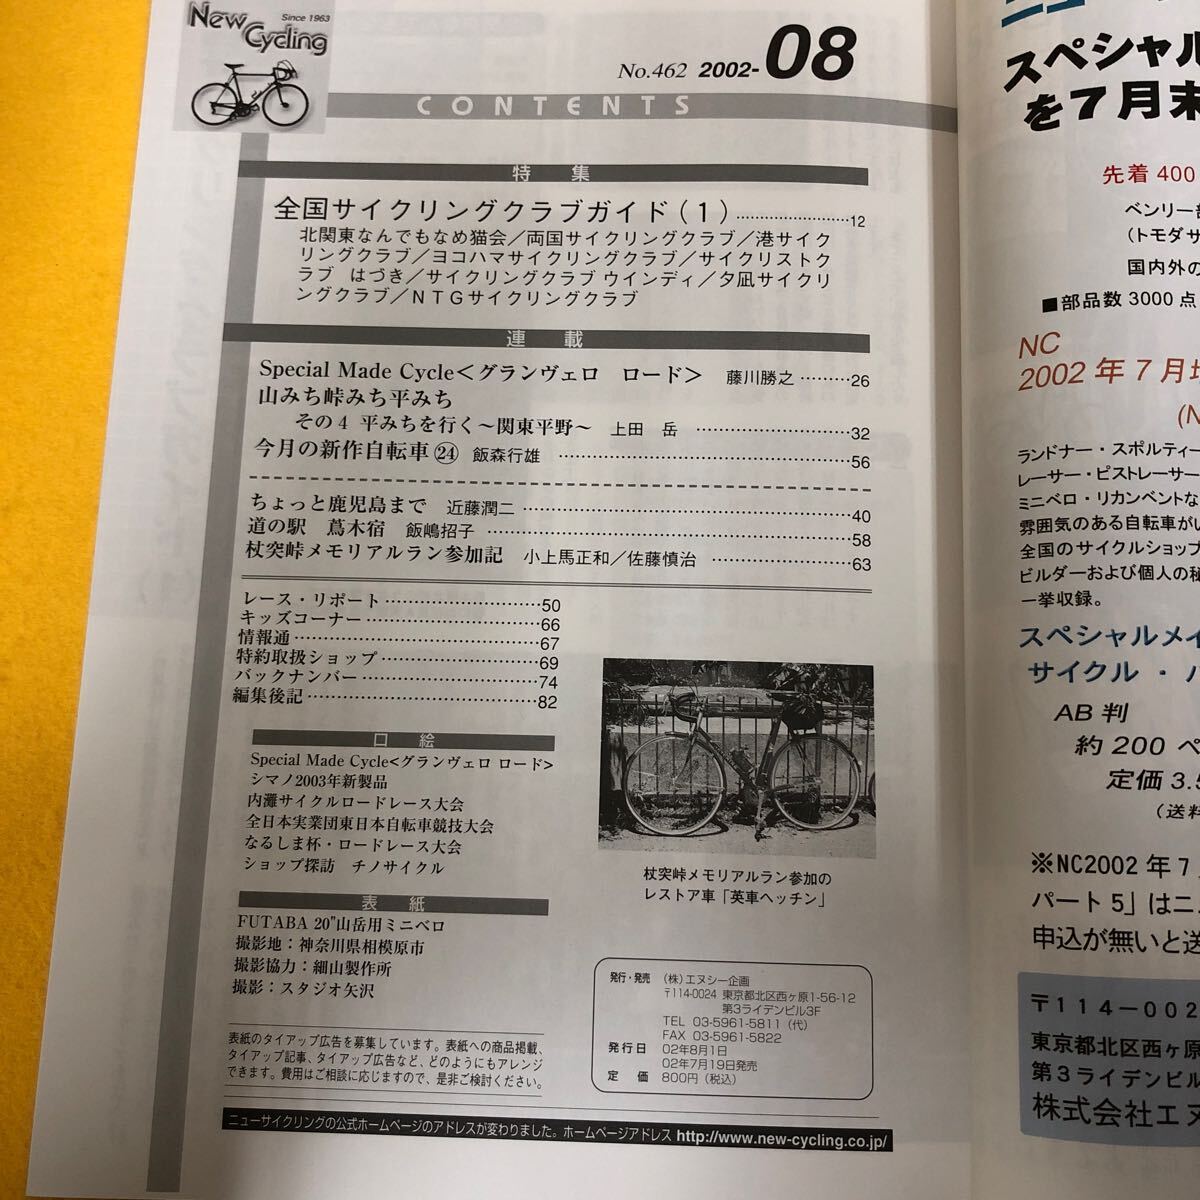 New Cycling
Since 1963
No.462 2002-08
CONTENTS
特 集
全国サイクリングクラブガイド(1)……………………12
北関東なんでもなめ猫会／両国サイクリングクラブ／港サイク
リングクラブ／ヨコハマサイクリングクラブ／サイクリストク
ラブ はづき／サイクリングクラブ ウインディ／夕凪サイクリ
ングクラブ／NTGサイクリングクラブ
連 載
Special Made Cycle<グランヴェロ ロード> 藤川勝之………26
山みち峠みち平みち
その4 平みちを行く〜関東平野〜 上田 岳……………………32
今月の新作自転車㉔ 飯森行雄……………………………………56
ちょっと鹿児島まで 近藤潤二……………………………………40
道の駅 蔦木宿 飯嶋招子…………………………………………58
杖突峠メモリアルラン参加記 小上馬正和／佐藤慎治……………63
レース・リポート………………………50
キッズコーナー…………………………66
情報通……………………………………67
特約取扱ショップ………………………69
バックナンバー…………………………74
編集後記…………………………………82
口 絵
Special Made Cycle<グランヴェロ ロード>
シマノ2003年新製品
内灘サイクルロードレース大会
全日本実業団東日本自転車競技大会
なるしま杯・ロードレース大会
ショップ探訪 チノサイクル
杖突峠メモリアルラン参加の
レストア車「英車ヘッチン」
表 紙
FUTABA 20"山岳用ミニベロ
撮影地：神奈川県相模原市
撮影協力：細山製作所
撮影：スタジオ矢沢
表紙のタイアップ広告を募集しています。表紙への商品掲載、
タイアップ記事、タイアップ広告など、どのようにもアレンジ
できます。費用はご相談に応じますので、是非ご検討ください。
発行・発売 (株)エヌシー企画
〒114-0024 東京都北区西ヶ原1-56-12
第3ライデンビル3F
TEL 03-5961-5811（代）
FAX 03-5961-5822
発行日 02年8月1日
02年7月19日発売
定 価 800円（税込）
ニューサイクリングの公式ホームページのアドレスが変わりました。ホームページアドレス http://www.new-cycling.co.jp/
スペシャル
を7月末
先着400
ベンリー
（トモダサ
国内外の
■部品数3000点
NC
2002年7月
(N
ランドナー・スポルティー
レーサー・ピストレーサー
ミニベロ・リカンベントな
雰囲気のある自転車が
全国のサイクルショップ
ビルダーおよび個人の秘
一挙収録。
スペシャルメイ
サイクル・
AB判
約200ペ
定価3.5
（送料
※NC2002年7
パート5」はニ
申込が無いと送
〒114-002
東京都北区西ヶ原
第3ライデンビル
株式会社エヌ